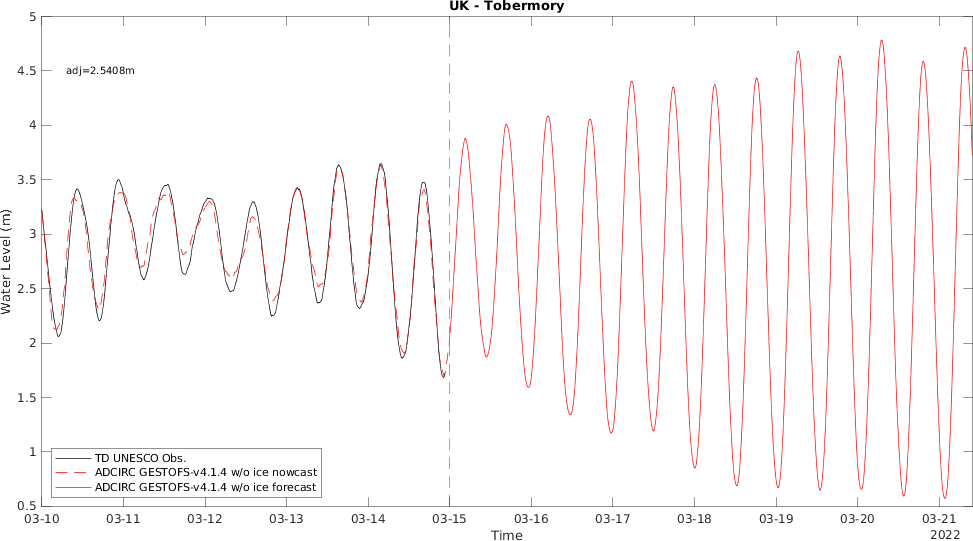 UK - Tobermory
5
4.5
4
3.5
3
2.5
2
1.5
1
0.5
Water Level (m)
adj=2.5408m
TD UNESCO Obs.
ADCIRC GESTOFS-v4.1.4 w/o ice nowcast
ADCIRC GESTOFS-v4.1.4 w/o ice forecast
03-10 03-11 03-12 03-13 03-14 03-15 03-16 03-17 03-18 03-19 03-20 03-21
Time
2022